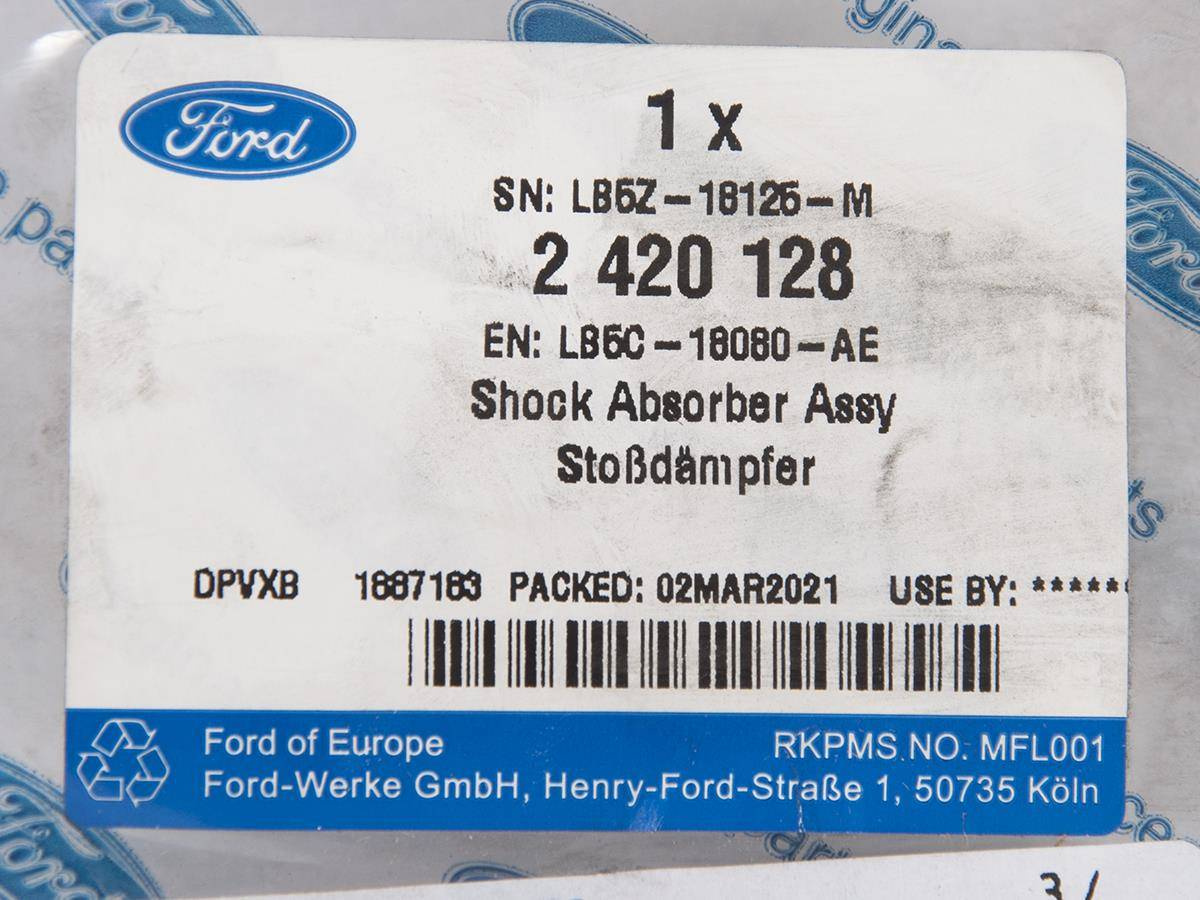 Ford
1 x
SN: LB5Z-18125-M
2 420 128
EN: LB5C-18080-AE
Shock Absorber Assy
Stoßdämpfer
DPVXB 1887183 PACKED: 02MAR2021 USE BY: *****
Ford of Europe
RKPMS NO. MFL001
Ford-Werke GmbH, Henry-Ford-Straße 1, 50735 Köln